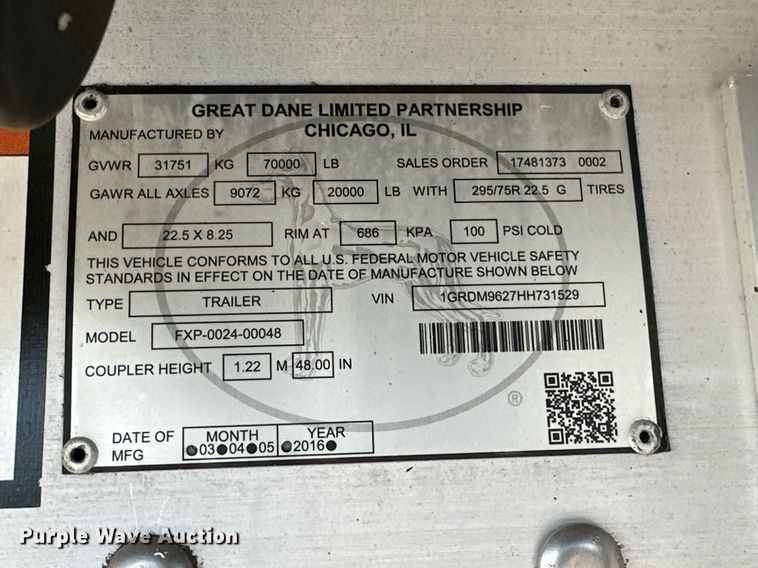 GREAT DANE LIMITED PARTNERSHIP
MANUFACTURED BY CHICAGO, IL
GVWR 31751 KG 70000 LB SALES ORDER 17481373 0002
GAWR ALL AXLES 9072 KG 20000 LB WITH 295/75R 22.5 G TIRES
AND 22.5 X 8.25 RIM AT 686 KPA 100 PSI COLD
THIS VEHICLE CONFORMS TO ALL U.S. FEDERAL MOTOR VEHICLE SAFETY
STANDARDS IN EFFECT ON THE DATE OF MANUFACTURE SHOWN BELOW
TYPE TRAILER VIN 1GRDM9627HH731529
MODEL FXP-0024-00048
COUPLER HEIGHT 1.22 M 48.00 IN
®
DATE OF MFG MONTH YEAR
●03●04●05 ●2016●
Purple Wave Auction